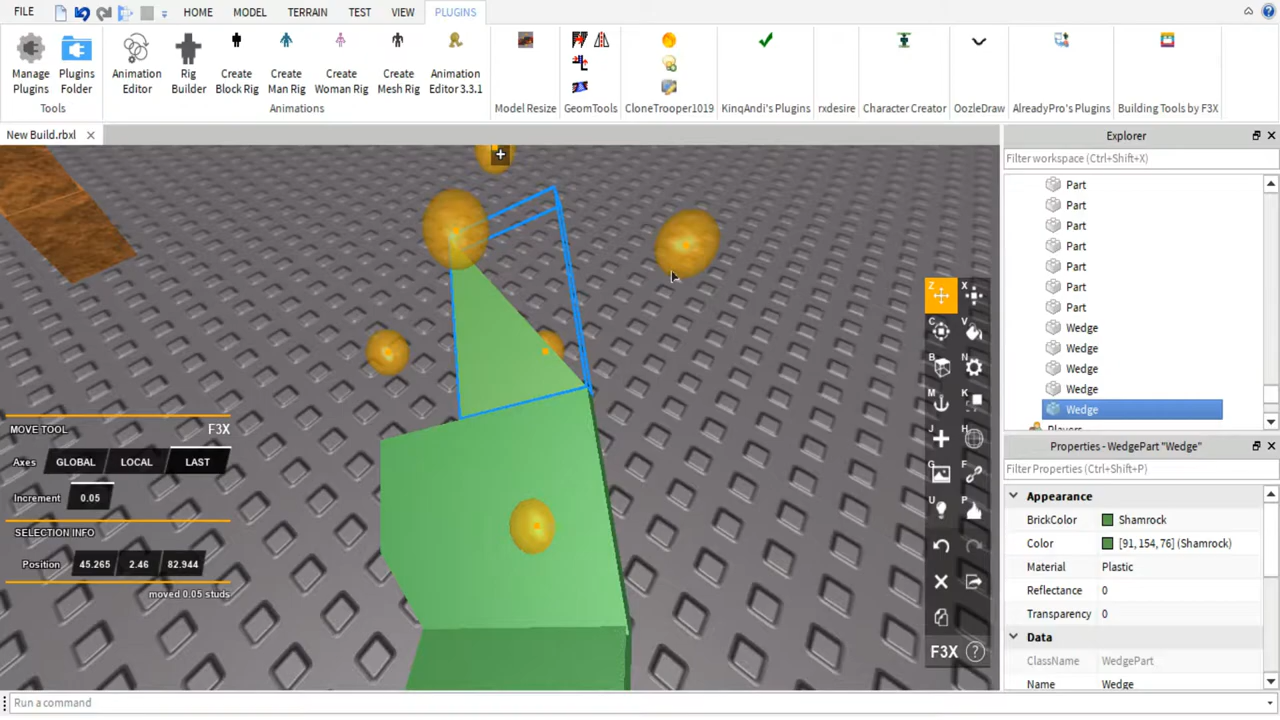 FILE HOME MODEL TERRAIN TEST VIEW PLUGINS
Manage Plugins
Plugins Folder
Tools
Animation Editor
Rig Builder
Create Block Rig
Create Man Rig
Create Woman Rig
Create Mesh Rig
Animation Editor 3.3.1
Animations
Model Resize
GeomTools
CloneTrooper1019
KinqAndi's Plugins
rxdesire
Character Creator
OozleDraw
AlreadyPro's Plugins
Building Tools by F3X
New Build.rbxl
Explorer
Filter workspace (Ctrl+Shift+X)
Part
Part
Part
Part
Part
Part
Part
Wedge
Wedge
Wedge
Wedge
Wedge
Players
Properties - WedgePart "Wedge"
Filter Properties (Ctrl+Shift+P)
Appearance
BrickColor Shamrock
Color [91, 154, 76] (Shamrock)
Material Plastic
Reflectance 0
Transparency 0
Data
ClassName WedgePart
Name Wedge
MOVE TOOL F3X
Axes GLOBAL LOCAL LAST
Increment 0.05
SELECTION INFO
Position 45.265 2.46 82.944
moved 0.05 studs
Z X
C V
B N
M K
J H
G F
U P
F3X ?
Run a command